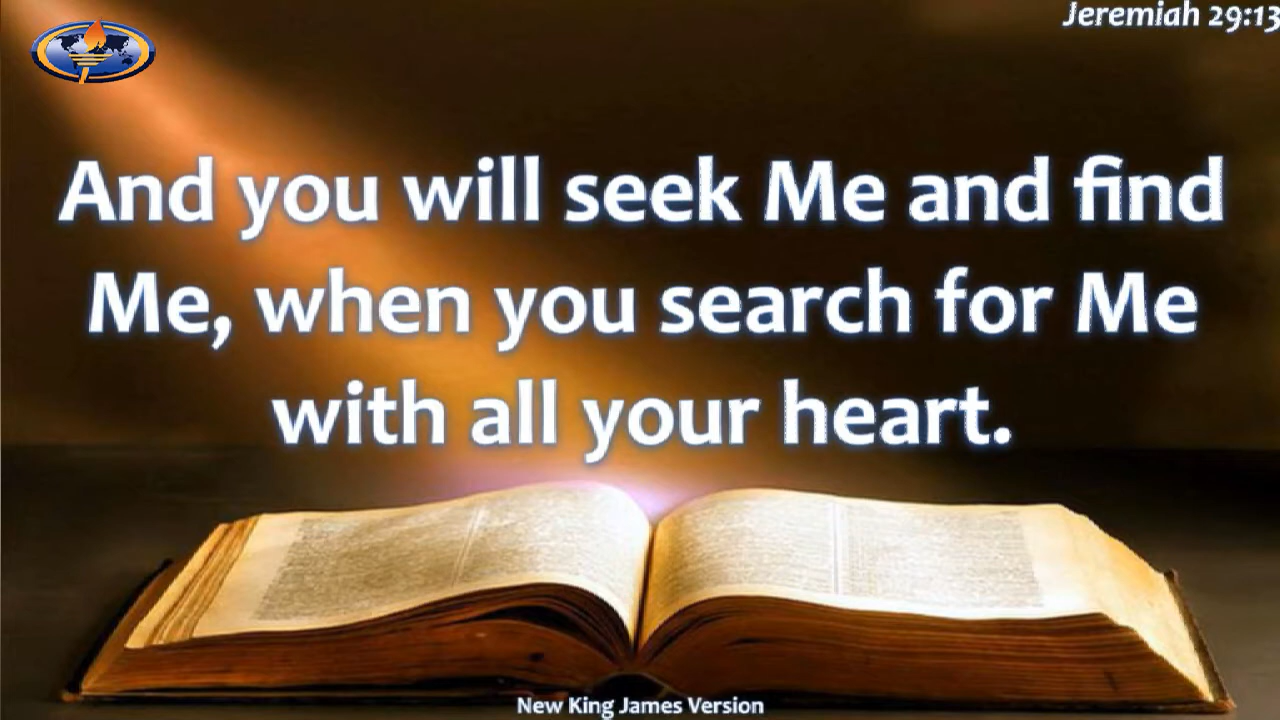 Jeremiah 29:13
And you will seek Me and find
Me, when you search for Me
with all your heart.
New King James Version